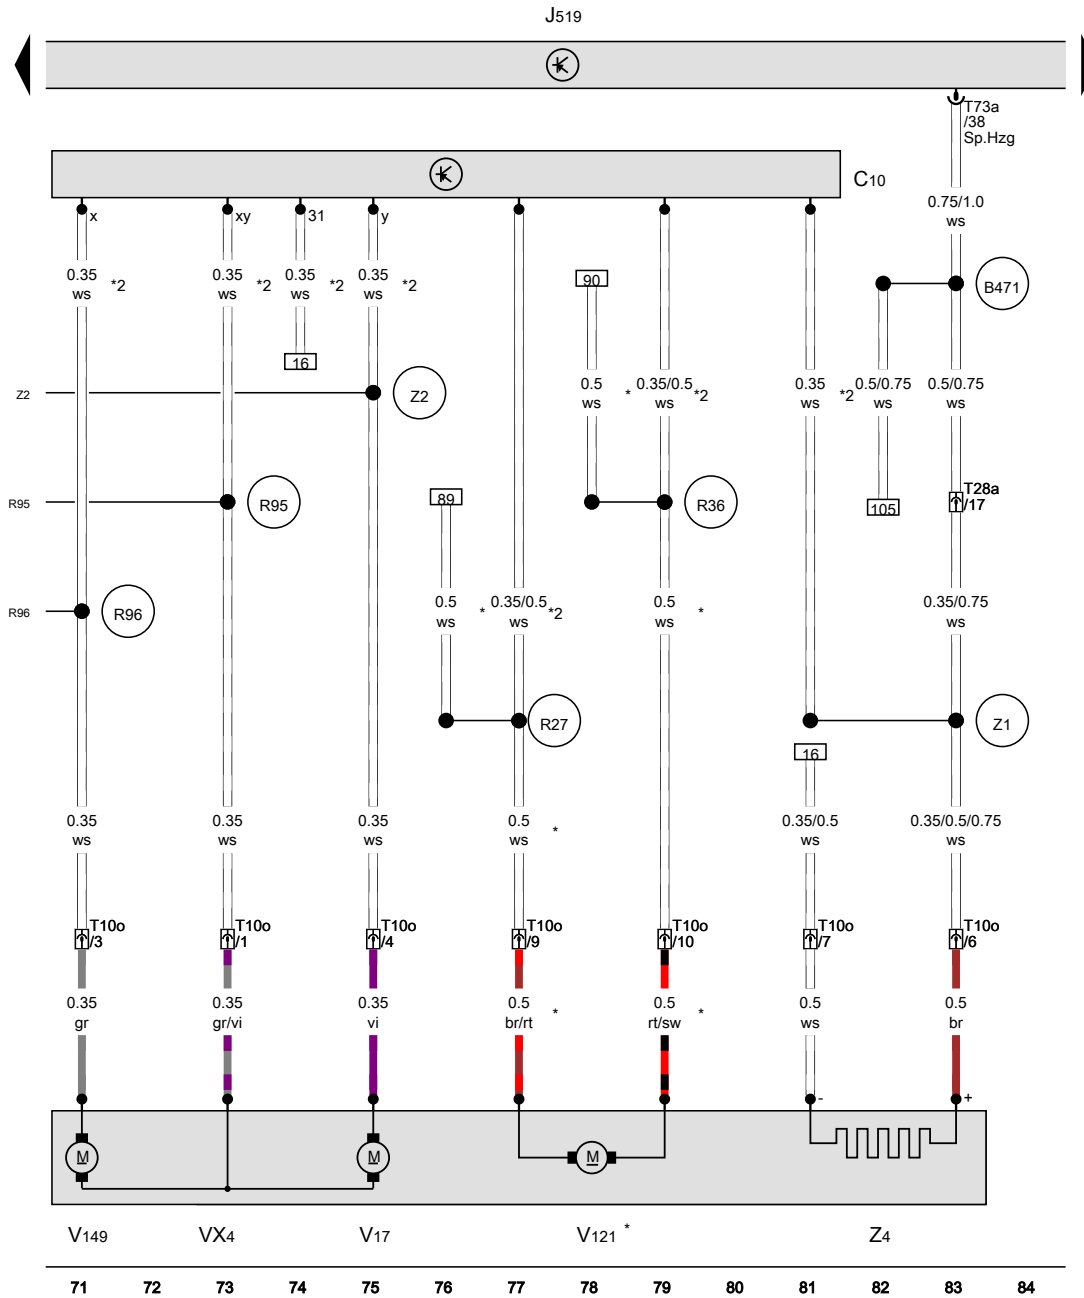 J519
T73a
/38
Sp.Hzg
C10
x
xy
31
y
0.75/1.0
ws
0.35
ws
*2
0.35
ws
*2
0.35
ws
*2
0.35
ws
*2
90
B471
16
Z2
Z2
0.5
ws
*
0.35/0.5
ws
*2
0.35
ws
*2
0.5/0.75
ws
0.5/0.75
ws
R95
R95
89
R36
105
T28a
/17
R96
R96
0.5
ws
*
0.35/0.5
ws
*2
0.5
ws
*
0.35/0.75
ws
R27
Z1
16
0.35
ws
0.35
ws
0.35
ws
0.5
ws
*
0.35/0.5
ws
0.35/0.5/0.75
ws
T10o
/3
T10o
/1
T10o
/4
T10o
/9
T10o
/10
T10o
/7
T10o
/6
0.35
gr
0.35
gr/vi
0.35
vi
0.5
br/rt
*
0.5
rt/sw
*
0.5
ws
0.5
br
-
+
M
M
M
V149
VX4
V17
V121 *
Z4
71 72 73 74 75 76 77 78 79 80 81 82 83 84